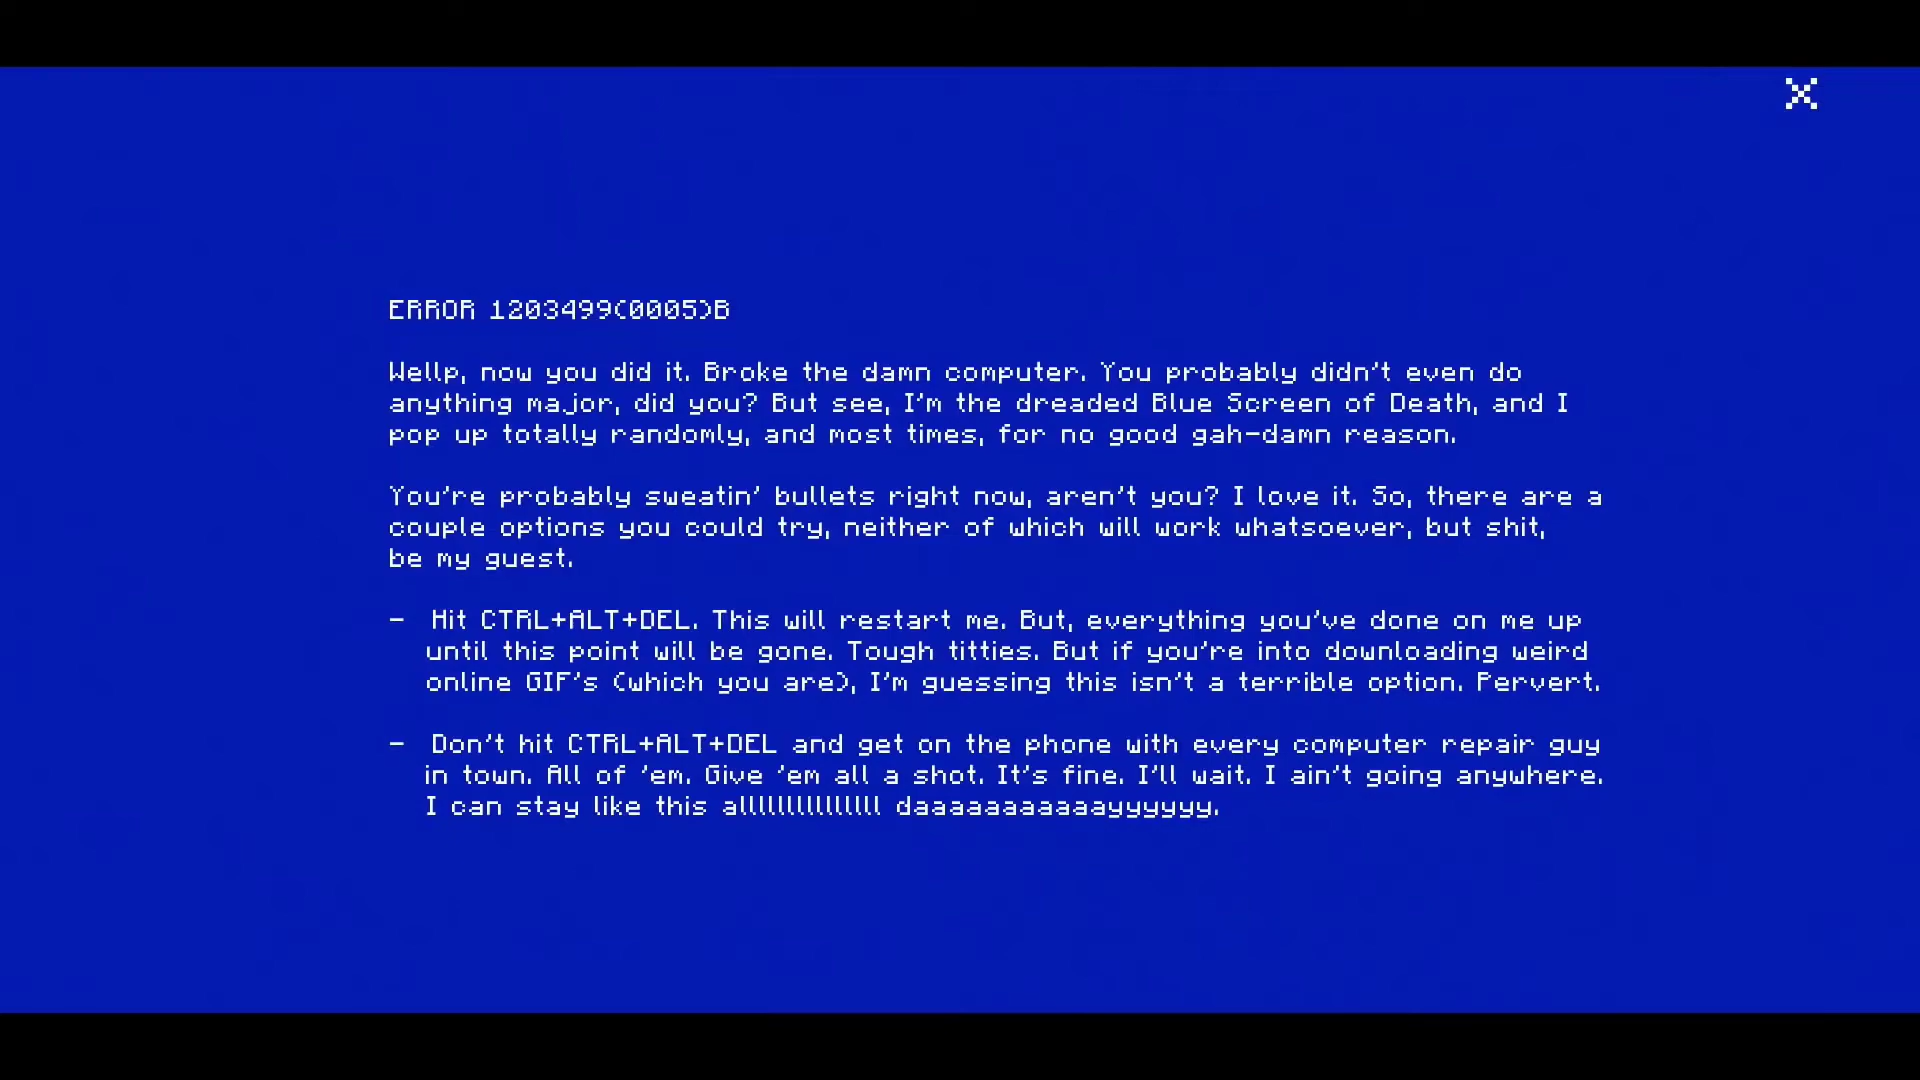 ERROR 1203499(0005)B
Wellp, now you did it. Broke the damn computer. You probably didn't even do
anything major, did you? But see, I'm the dreaded Blue Screen of Death, and I
pop up totally randomly, and most times, for no good gah-damn reason.
You're probably sweatin' bullets right now, aren't you? I love it. So, there are a
couple options you could try, neither of which will work whatsoever, but shit,
be my guest.
- Hit CTRL+ALT+DEL. This will restart me. But, everything you've done on me up
until this point will be gone. Tough titties. But if you're into downloading weird
online GIF's (which you are), I'm guessing this isn't a terrible option. Pervert.
- Don't hit CTRL+ALT+DEL and get on the phone with every computer repair guy
in town. All of 'em. Give 'em all a shot. It's fine. I'll wait. I ain't going anywhere.
I can stay like this alllllllllllllll daaaaaaaaaaayyyyyy.